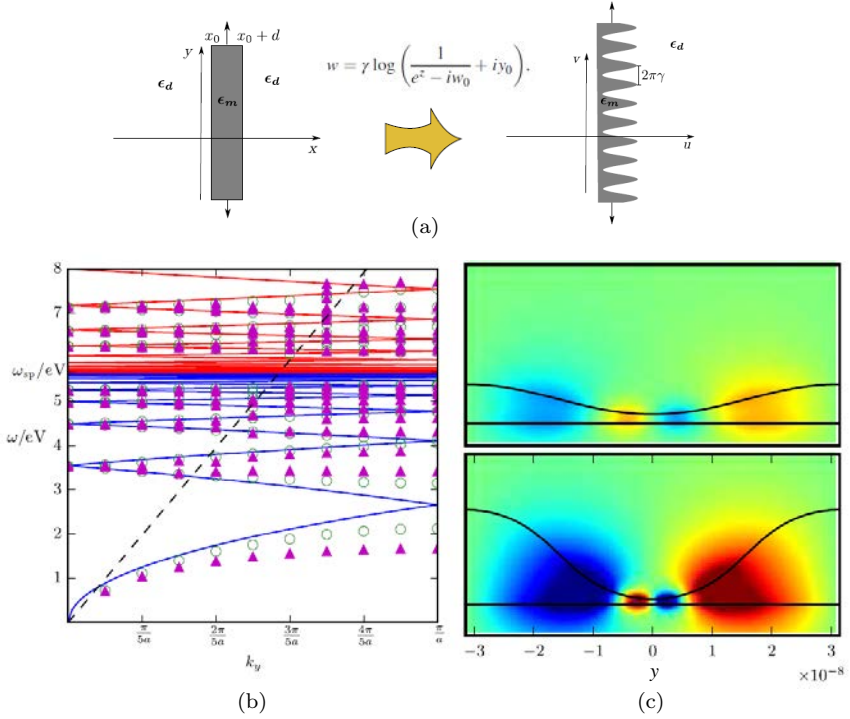 x₀ x₀ + d
y
ϵ_d
ϵ_m
ϵ_d
x
w = γ log ( 1 / (e^z − iw₀) + iy₀ ).
v
ϵ_d
2πγ
ϵ_m
u
(a)
8
7
ω_sp/eV
5
ω/eV
4
3
2
1
π/5a 2π/5a 3π/5a 4π/5a π/a
k_y
(b)
−3 −2 −1 0 1 2 3
y
×10⁻⁸
(c)